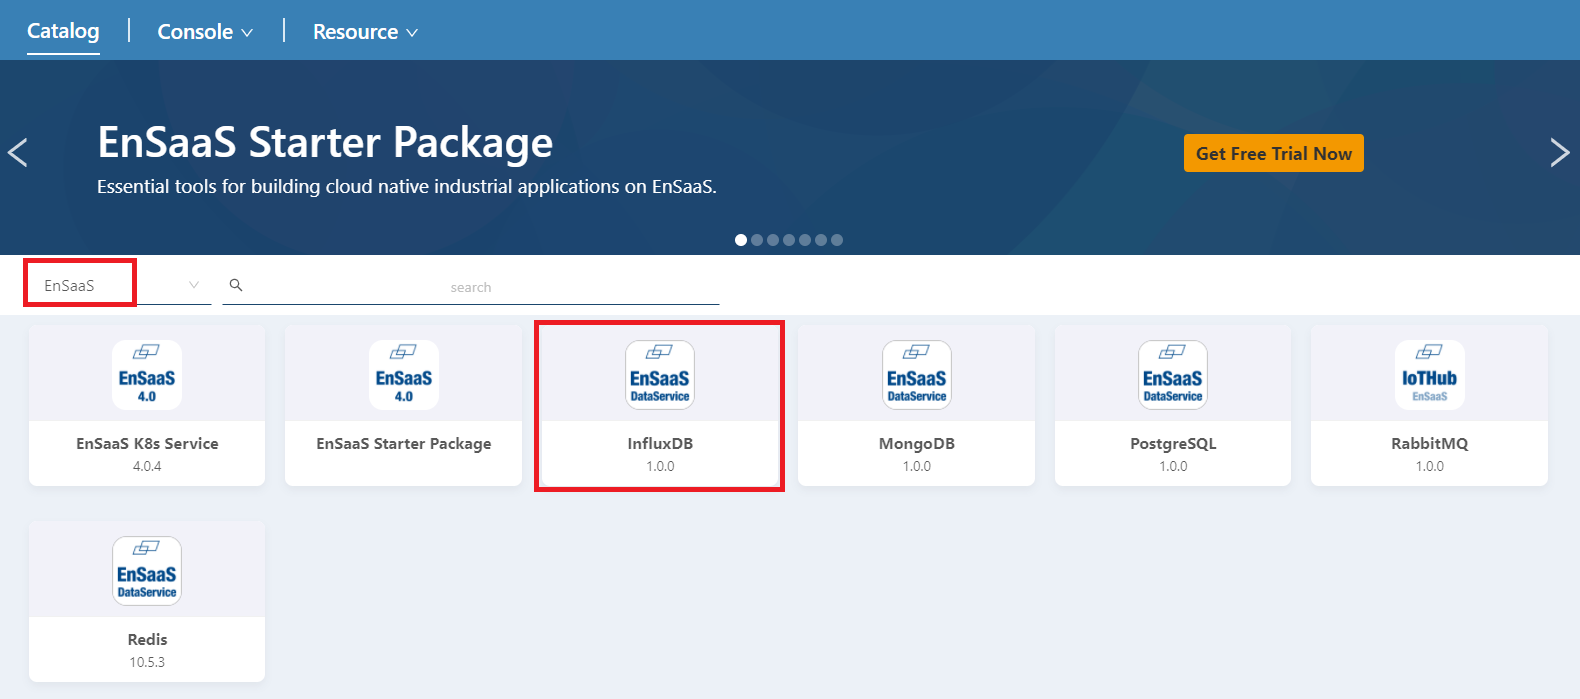 Catalog | Console Resource
EnSaaS Starter Package
Essential tools for building cloud native industrial applications on EnSaaS.
Get Free Trial Now
EnSaaS
search
EnSaaS
4.0
EnSaaS K8s Service
4.0.4
EnSaaS
4.0
EnSaaS Starter Package
EnSaaS
DataService
InfluxDB
1.0.0
EnSaaS
DataService
MongoDB
1.0.0
EnSaaS
DataService
PostgreSQL
1.0.0
IoTHub
EnSaaS
RabbitMQ
1.0.0
EnSaaS
DataService
Redis
10.5.3